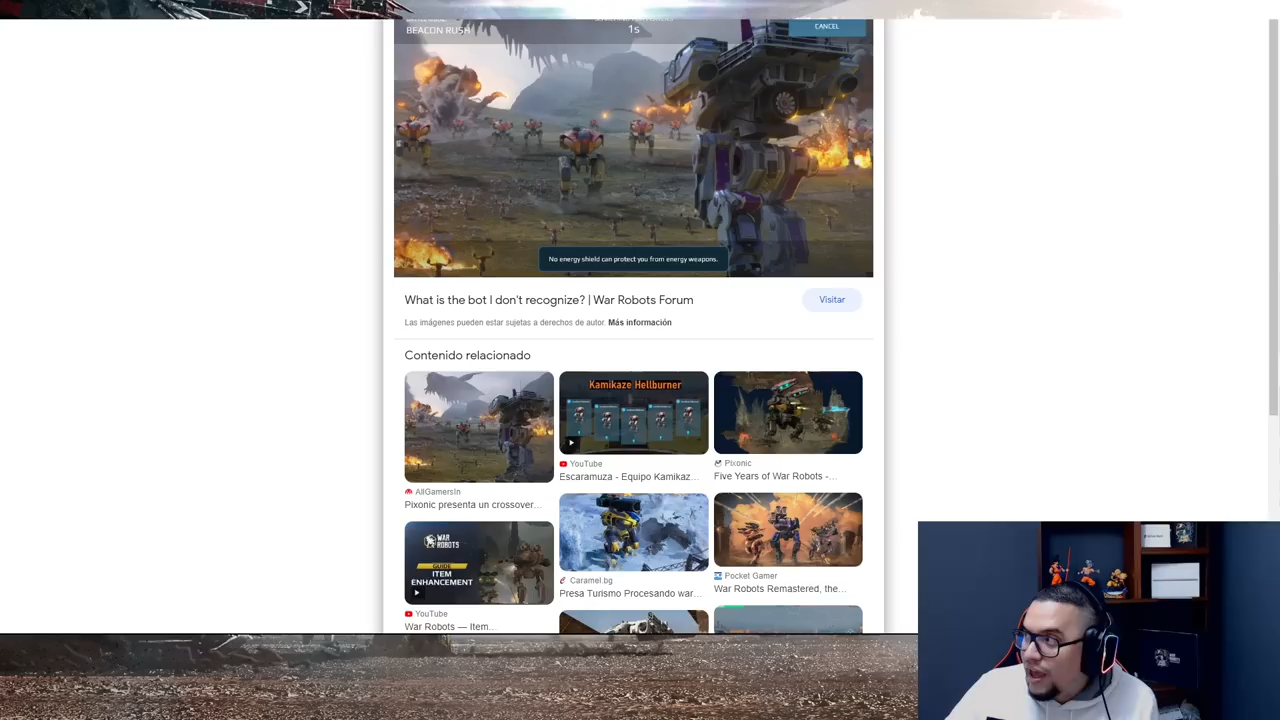 BEACON RUSH
1s
CANCEL
No energy shield can protect you from energy weapons.
What is the bot I don't recognize? | War Robots Forum
Visitar
Las imágenes pueden estar sujetas a derechos de autor. Más información
Contenido relacionado
AllGamersIn
Pixonic presenta un crossover...
WAR
ROBOTS
GUIDE
ITEM
ENHANCEMENT
YouTube
War Robots — Item...
Kamikaze Hellburner
YouTube
Escaramuza - Equipo Kamikaz...
Caramel.bg
Presa Turismo Procesando war...
Pixonic
Five Years of War Robots -...
Pocket Gamer
War Robots Remastered, the...